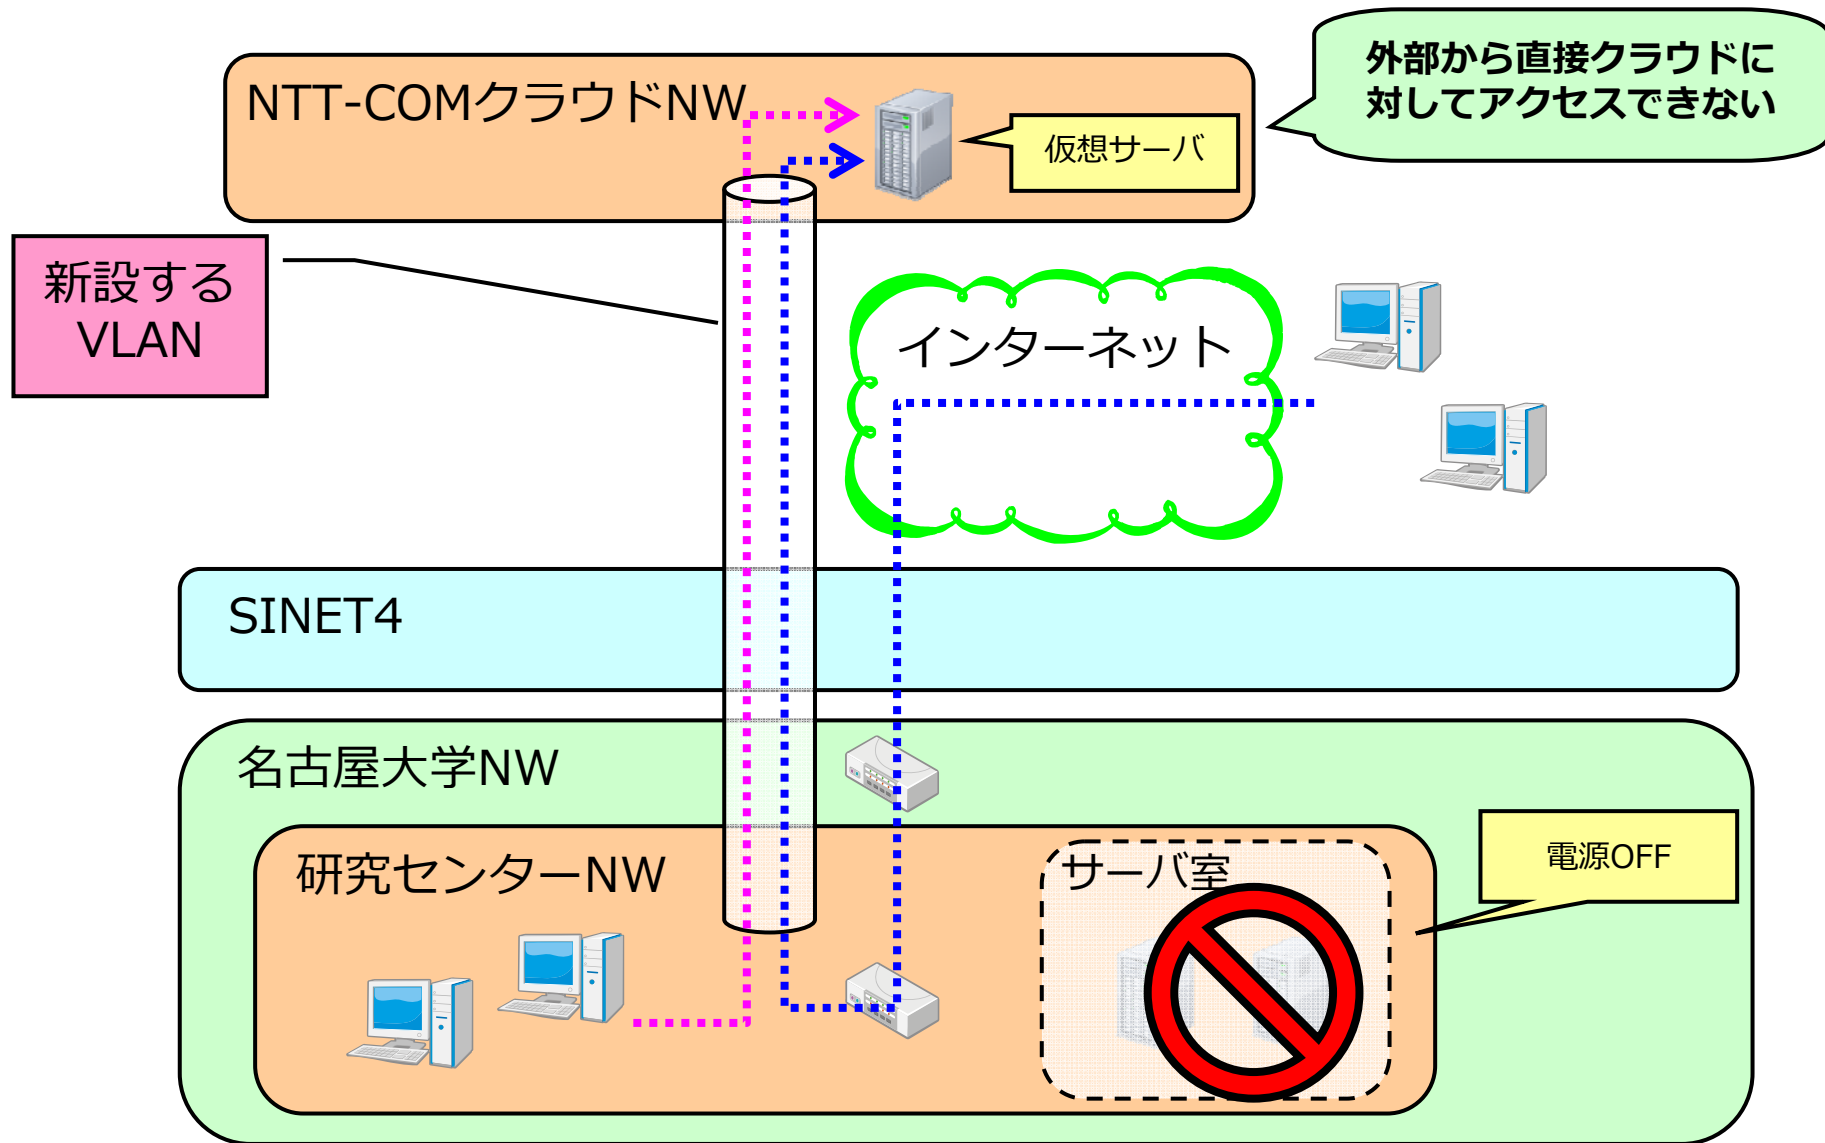 外部から直接クラウドに
対してアクセスできない
NTT-COMクラウドNW
仮想サーバ
新設する
VLAN
インターネット
SINET4
名古屋大学NW
研究センターNW
サーバ室
電源OFF